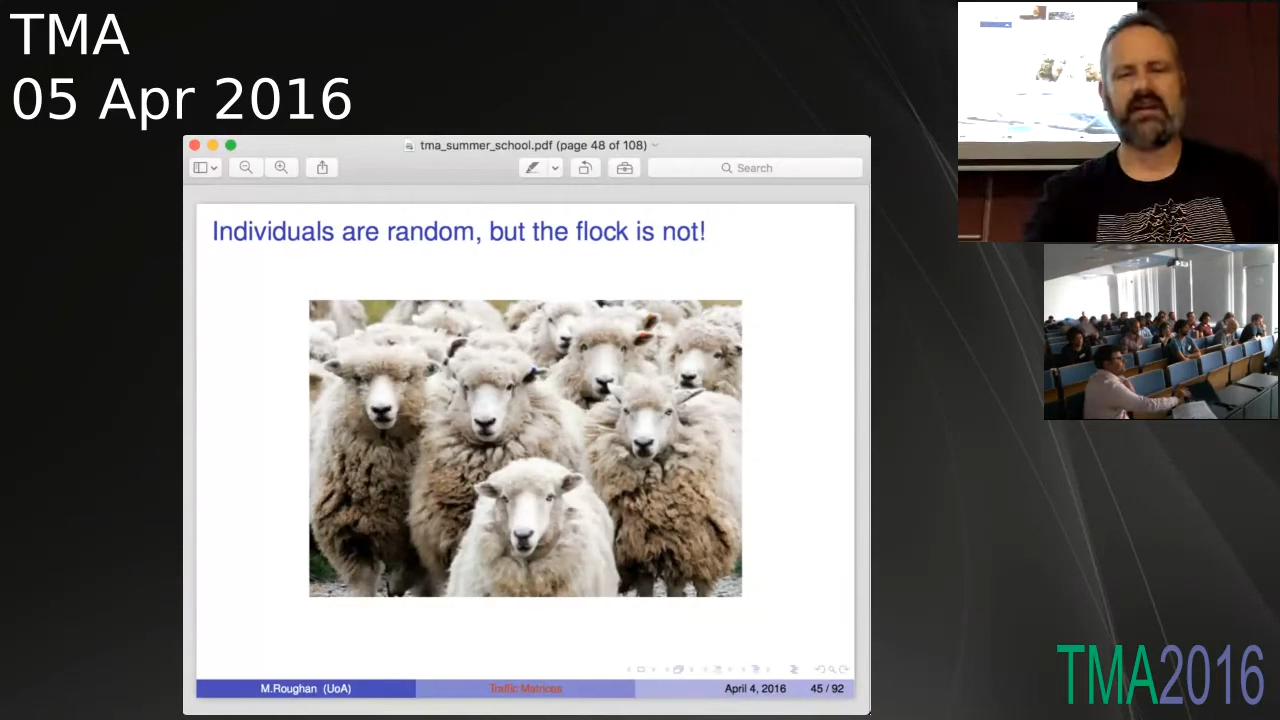 TMA
05 Apr 2016
tma_summer_school.pdf (page 48 of 108)
Search
Individuals are random, but the flock is not!
M.Roughan (UoA)
Traffic Matrices
April 4, 2016
45 / 92
TMA2016